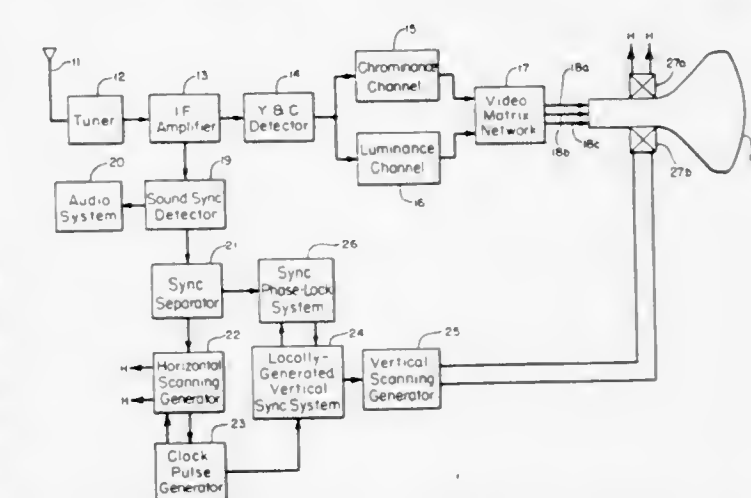 11
12
Tuner
13
I.F.
Amplifier
14
Y & C
Detector
15
Chrominance
Channel
Luminance
Channel
16
17
Video
Matrix
Network
18a
18b
18c
H
H
27a
27b
20
Audio
System
19
Sound Sync
Detector
21
Sync
Separator
26
Sync
Phase-Lock
System
22
Horizontal
Scanning
Generator
H
H
24
Locally-
Generated
Vertical
Sync System
25
Vertical
Scanning
Generator
23
Clock
Pulse
Generator